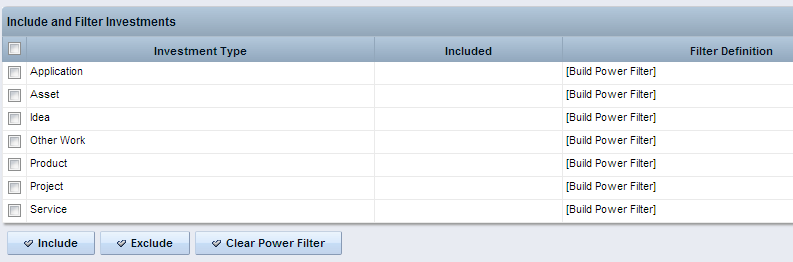 Include and Filter Investments
Investment Type Included Filter Definition
Application [Build Power Filter]
Asset [Build Power Filter]
Idea [Build Power Filter]
Other Work [Build Power Filter]
Product [Build Power Filter]
Project [Build Power Filter]
Service [Build Power Filter]
Include Exclude Clear Power Filter